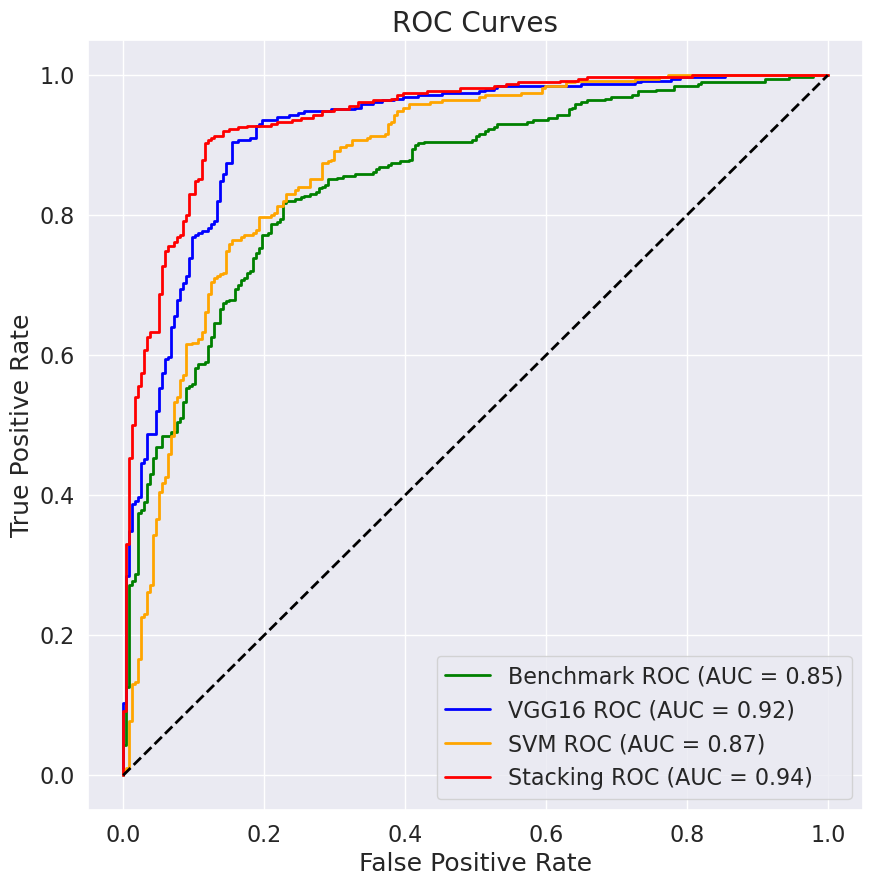 ROC Curves
True Positive Rate
1.0
0.8
0.6
0.4
0.2
0.0
Benchmark ROC (AUC = 0.85)
VGG16 ROC (AUC = 0.92)
SVM ROC (AUC = 0.87)
Stacking ROC (AUC = 0.94)
0.0 0.2 0.4 0.6 0.8 1.0
False Positive Rate